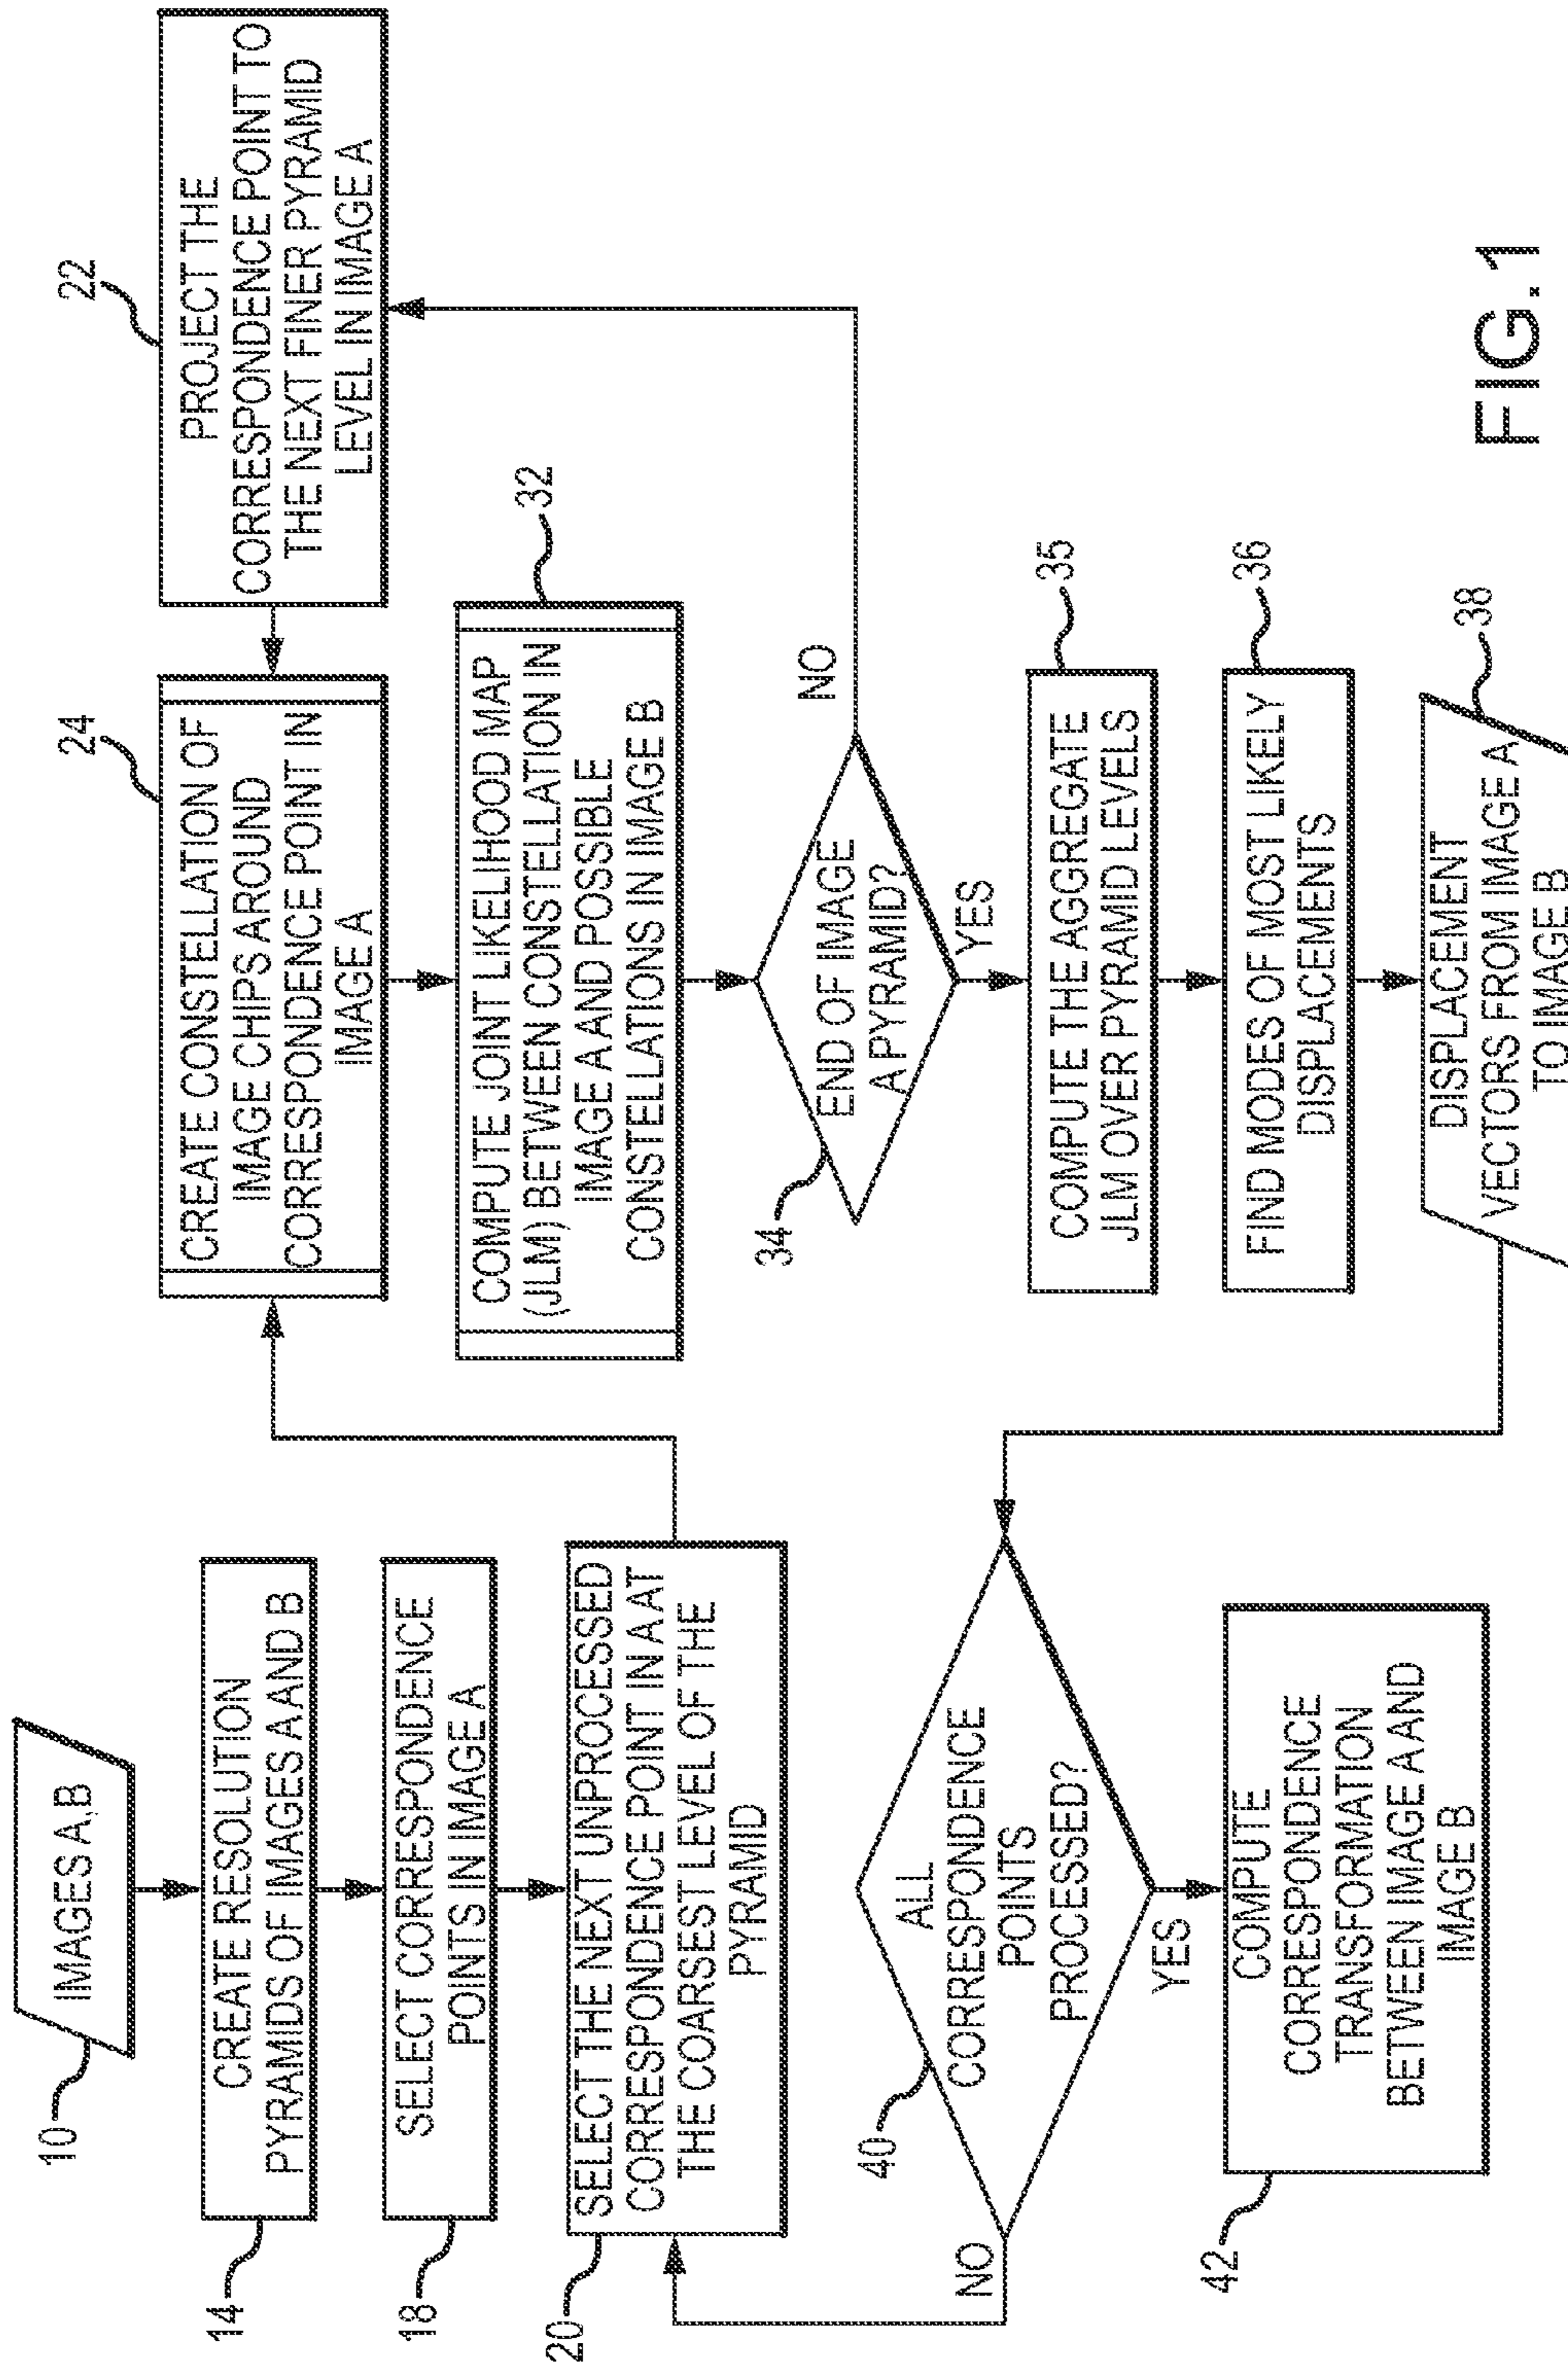 10
IMAGES A,B
14
CREATE RESOLUTION
PYRAMIDS OF IMAGES A AND B
18
SELECT CORRESPONDENCE
POINTS IN IMAGE A
20
SELECT THE NEXT UNPROCESSED
CORRESPONDENCE POINT IN A AT
THE COARSEST LEVEL OF THE
PYRAMID
24
CREATE CONSTELLATION OF
IMAGE CHIPS AROUND
CORRESPONDENCE POINT IN
IMAGE A
22
PROJECT THE
CORRESPONDENCE POINT TO
THE NEXT FINER PYRAMID
LEVEL IN IMAGE A
32
COMPUTE JOINT LIKELIHOOD MAP
(JLM) BETWEEN CONSTELLATION IN
IMAGE A AND POSSIBLE
CONSTELLATIONS IN IMAGE B
34
END OF IMAGE
A PYRAMID?
NO
YES
35
COMPUTE THE AGGREGATE
JLM OVER PYRAMID LEVELS
36
FIND MODES OF MOST LIKELY
DISPLACEMENTS
38
DISPLACEMENT
VECTORS FROM IMAGE A
TO IMAGE B
40
ALL
CORRESPONDENCE
POINTS
PROCESSED?
NO
YES
42
COMPUTE
CORRESPONDENCE
TRANSFORMATION
BETWEEN IMAGE A AND
IMAGE B
FIG.1